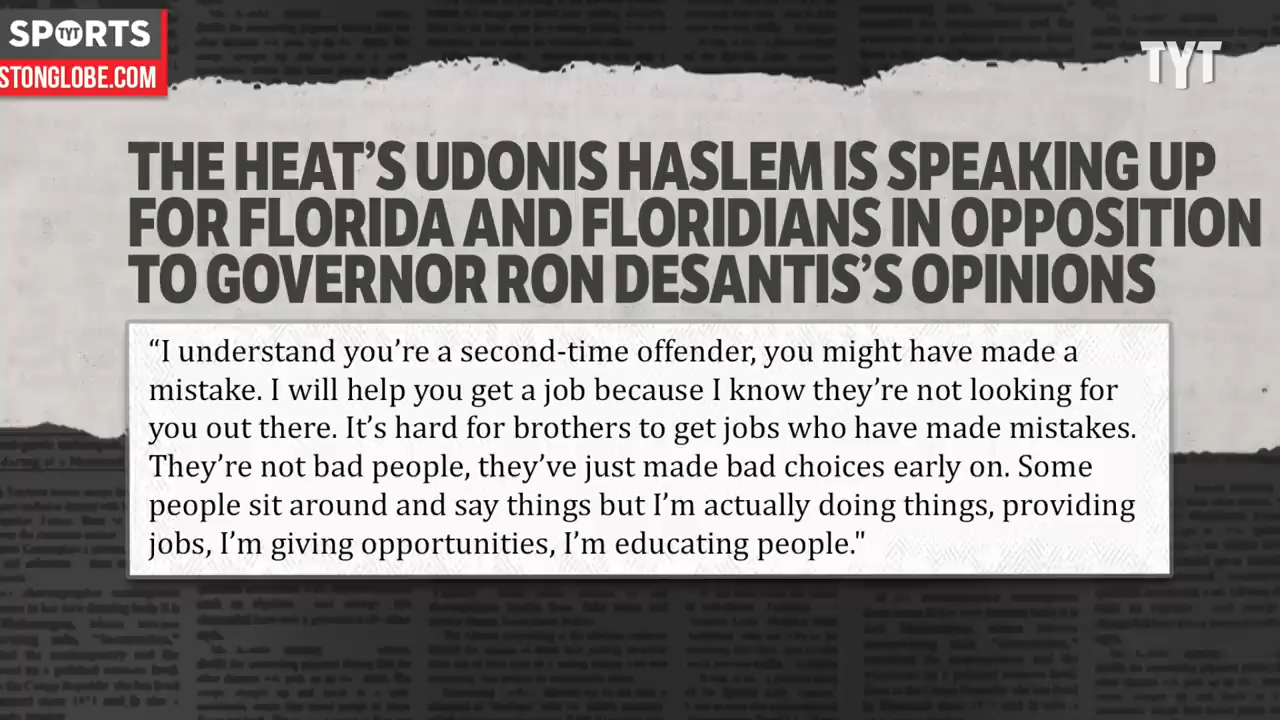 SPORTS
TYT
STONGLOBE.COM
TYT
THE HEAT'S UDONIS HASLEM IS SPEAKING UP
FOR FLORIDA AND FLORIDIANS IN OPPOSITION
TO GOVERNOR RON DESANTIS'S OPINIONS
“I understand you're a second-time offender, you might have made a
mistake. I will help you get a job because I know they're not looking for
you out there. It's hard for brothers to get jobs who have made mistakes.
They're not bad people, they've just made bad choices early on. Some
people sit around and say things but I'm actually doing things, providing
jobs, I'm giving opportunities, I'm educating people."